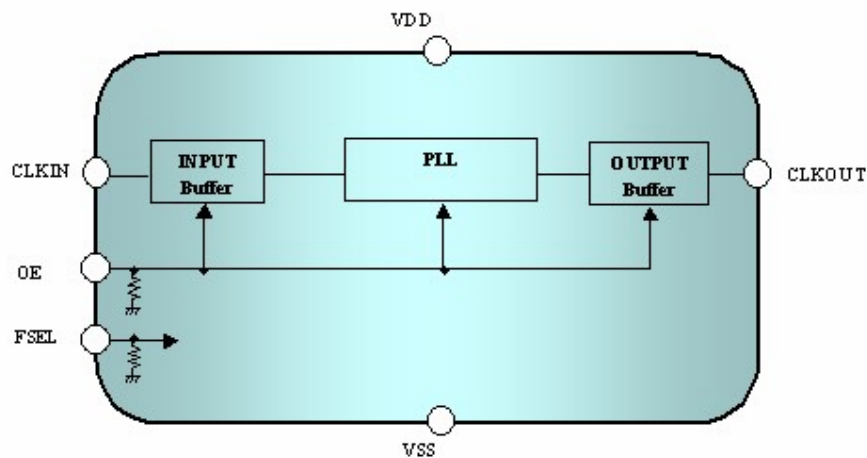 VDD
CLKIN
INPUT
Buffer
PLL
OUTPUT
Buffer
CLKOUT
OE
FSEL
VSS